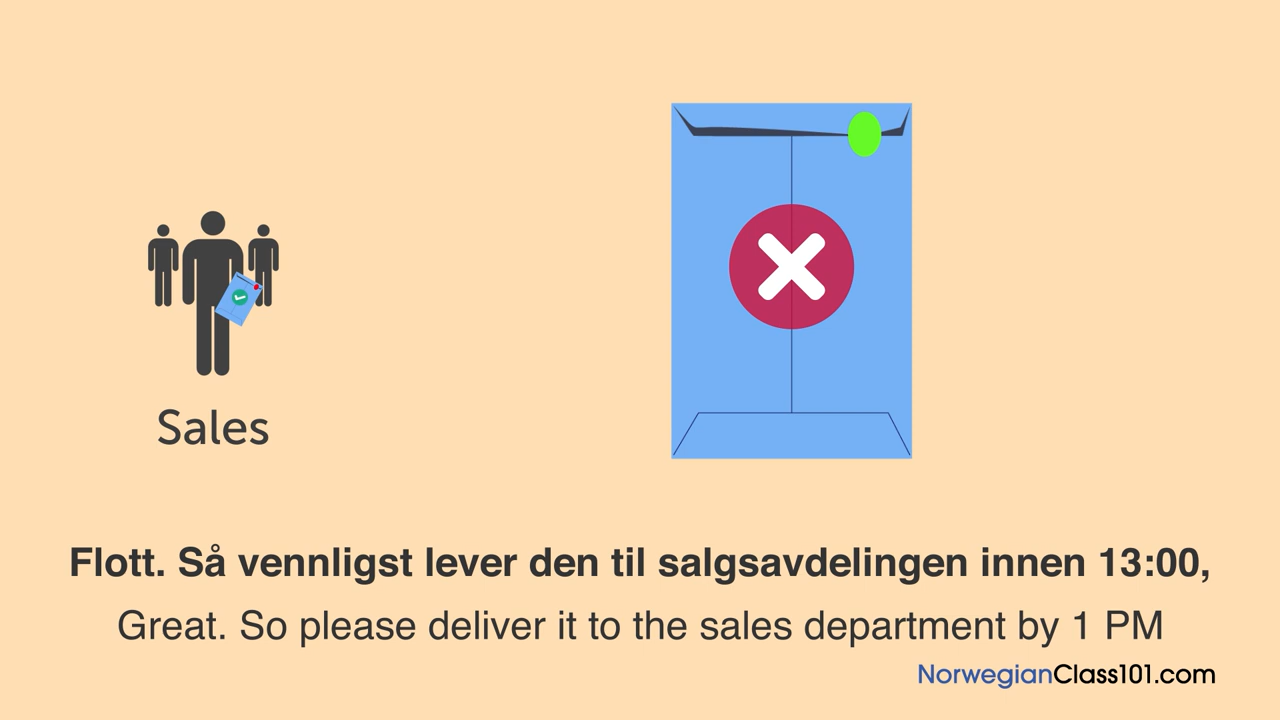 Sales
Flott. Så vennligst lever den til salgsavdelingen innen 13:00,
Great. So please deliver it to the sales department by 1 PM
NorwegianClass101.com